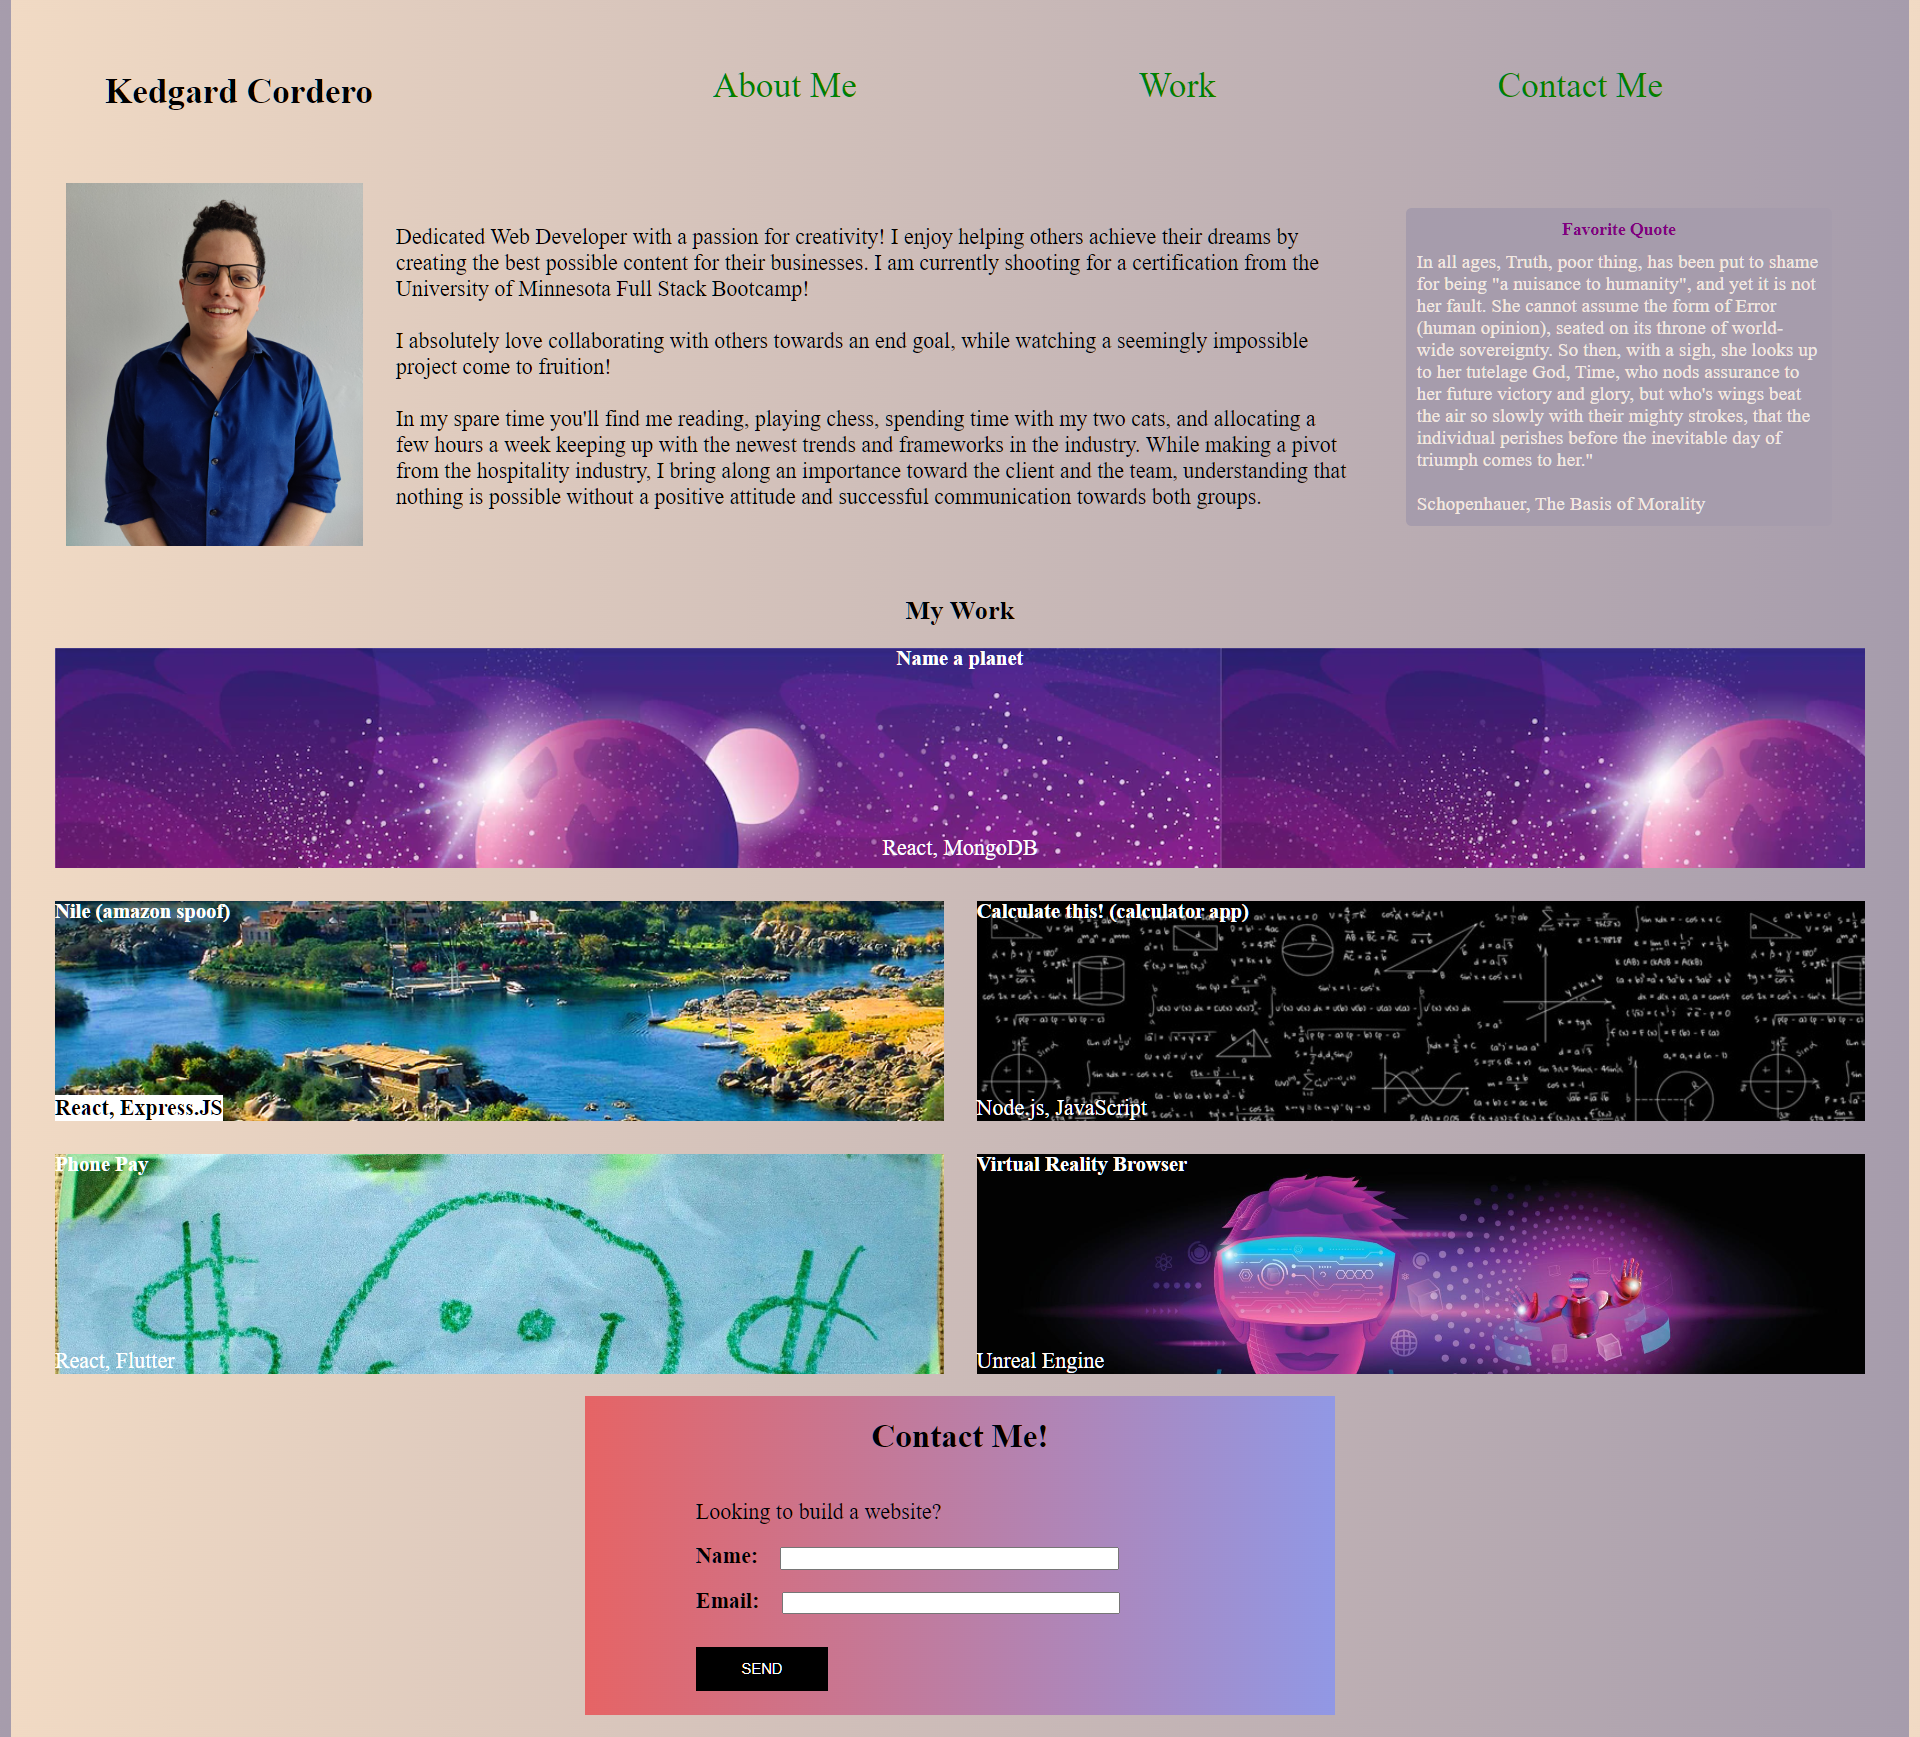 Kedgard Cordero
About Me
Work
Contact Me
Dedicated Web Developer with a passion for creativity! I enjoy helping others achieve their dreams by
creating the best possible content for their businesses. I am currently shooting for a certification from the
University of Minnesota Full Stack Bootcamp!
I absolutely love collaborating with others towards an end goal, while watching a seemingly impossible
project come to fruition!
In my spare time you'll find me reading, playing chess, spending time with my two cats, and allocating a
few hours a week keeping up with the newest trends and frameworks in the industry. While making a pivot
from the hospitality industry, I bring along an importance toward the client and the team, understanding that
nothing is possible without a positive attitude and successful communication towards both groups.
Favorite Quote
In all ages, Truth, poor thing, has been put to shame
for being "a nuisance to humanity", and yet it is not
her fault. She cannot assume the form of Error
(human opinion), seated on its throne of world-
wide sovereignty. So then, with a sigh, she looks up
to her tutelage God, Time, who nods assurance to
her future victory and glory, but who's wings beat
the air so slowly with their mighty strokes, that the
individual perishes before the inevitable day of
triumph comes to her."
Schopenhauer, The Basis of Morality
My Work
Name a planet
React, MongoDB
Nile (amazon spoof)
React, Express.JS
Calculate this! (calculator app)
Node.js, JavaScript
Phone Pay
$ $
React, Flutter
Virtual Reality Browser
Unreal Engine
Contact Me!
Looking to build a website?
Name:
Email:
SEND